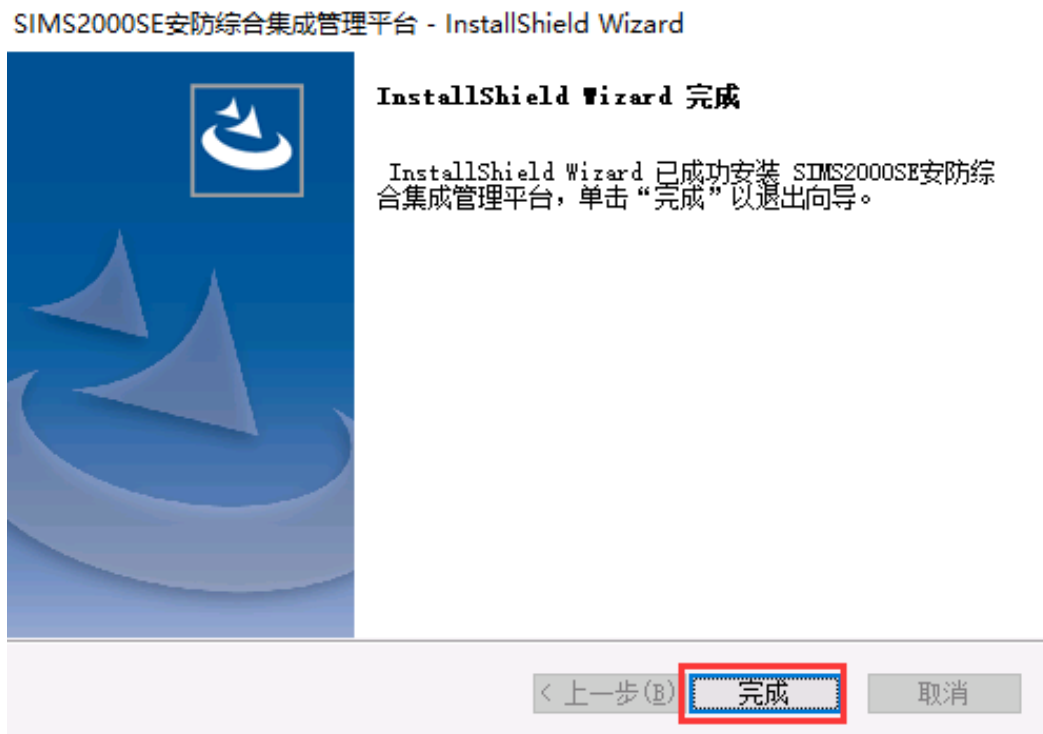 SIMS2000SE安防综合集成管理平台 - InstallShield Wizard
InstallShield Wizard 完成
InstallShield Wizard 已成功安装 SIMS2000SE安防综
合集成管理平台，单击“完成”以退出向导。
< 上一步(B)
完成
取消